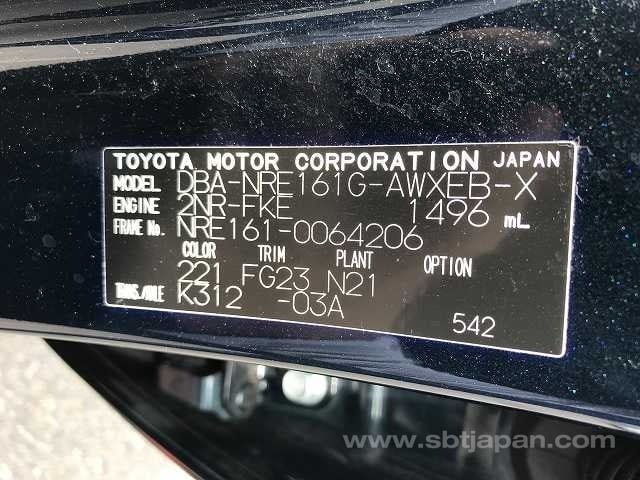 TOYOTA MOTOR CORPORATION JAPAN
MODEL DBA-NRE161G-AWXEB-X
ENGINE 2NR-FKE 1496 mL
FRAME No. NRE161-0064206
COLOR TRIM PLANT OPTION
221 FG23 N21
TRANS./AXLE K312 -03A
542
www.sbtjapan.com